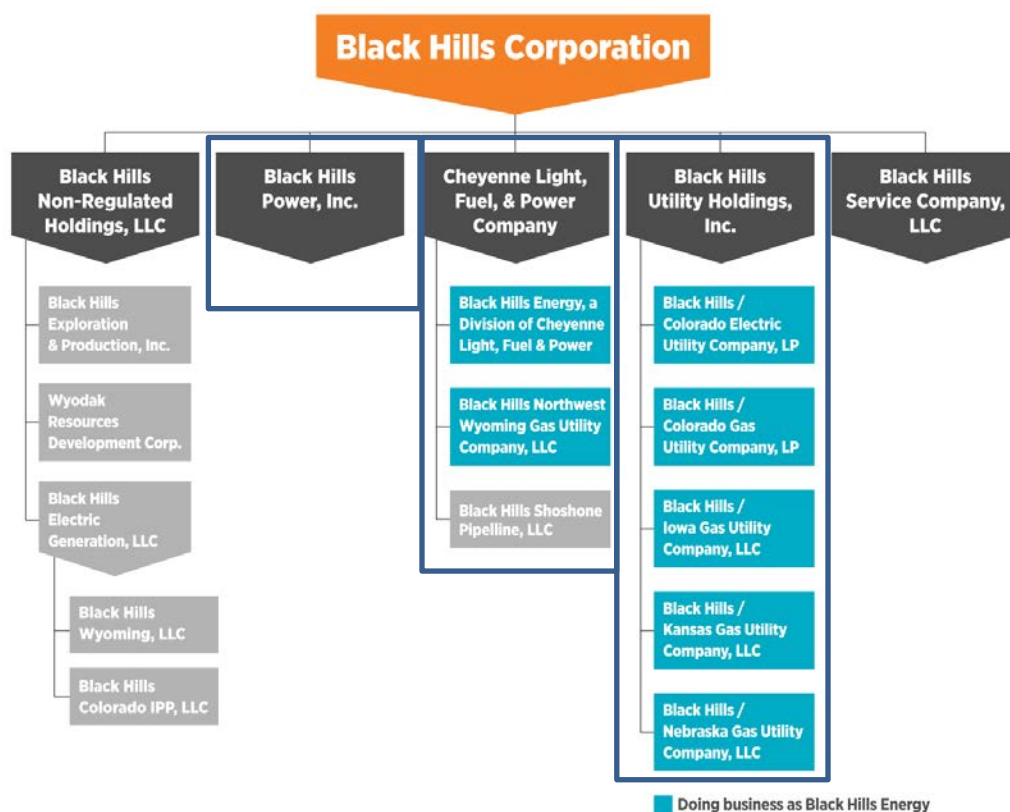 Black Hills Corporation
Black Hills
Non-Regulated
Holdings, LLC
Black Hills
Power, Inc.
Cheyenne Light,
Fuel, & Power
Company
Black Hills
Utility Holdings,
Inc.
Black Hills
Service Company,
LLC
Black Hills
Exploration
& Production, Inc.
Wyodak
Resources
Development Corp.
Black Hills
Electric
Generation, LLC
Black Hills
Wyoming, LLC
Black Hills
Colorado IPP, LLC
Black Hills Energy, a
Division of Cheyenne
Light, Fuel & Power
Black Hills Northwest
Wyoming Gas Utility
Company, LLC
Black Hills Shoshone
Pipelline, LLC
Black Hills /
Colorado Electric
Utility Company, LP
Black Hills /
Colorado Gas
Utility Company, LP
Black Hills /
Iowa Gas Utility
Company, LLC
Black Hills /
Kansas Gas Utility
Company, LLC
Black Hills /
Nebraska Gas Utility
Company, LLC
Doing business as Black Hills Energy